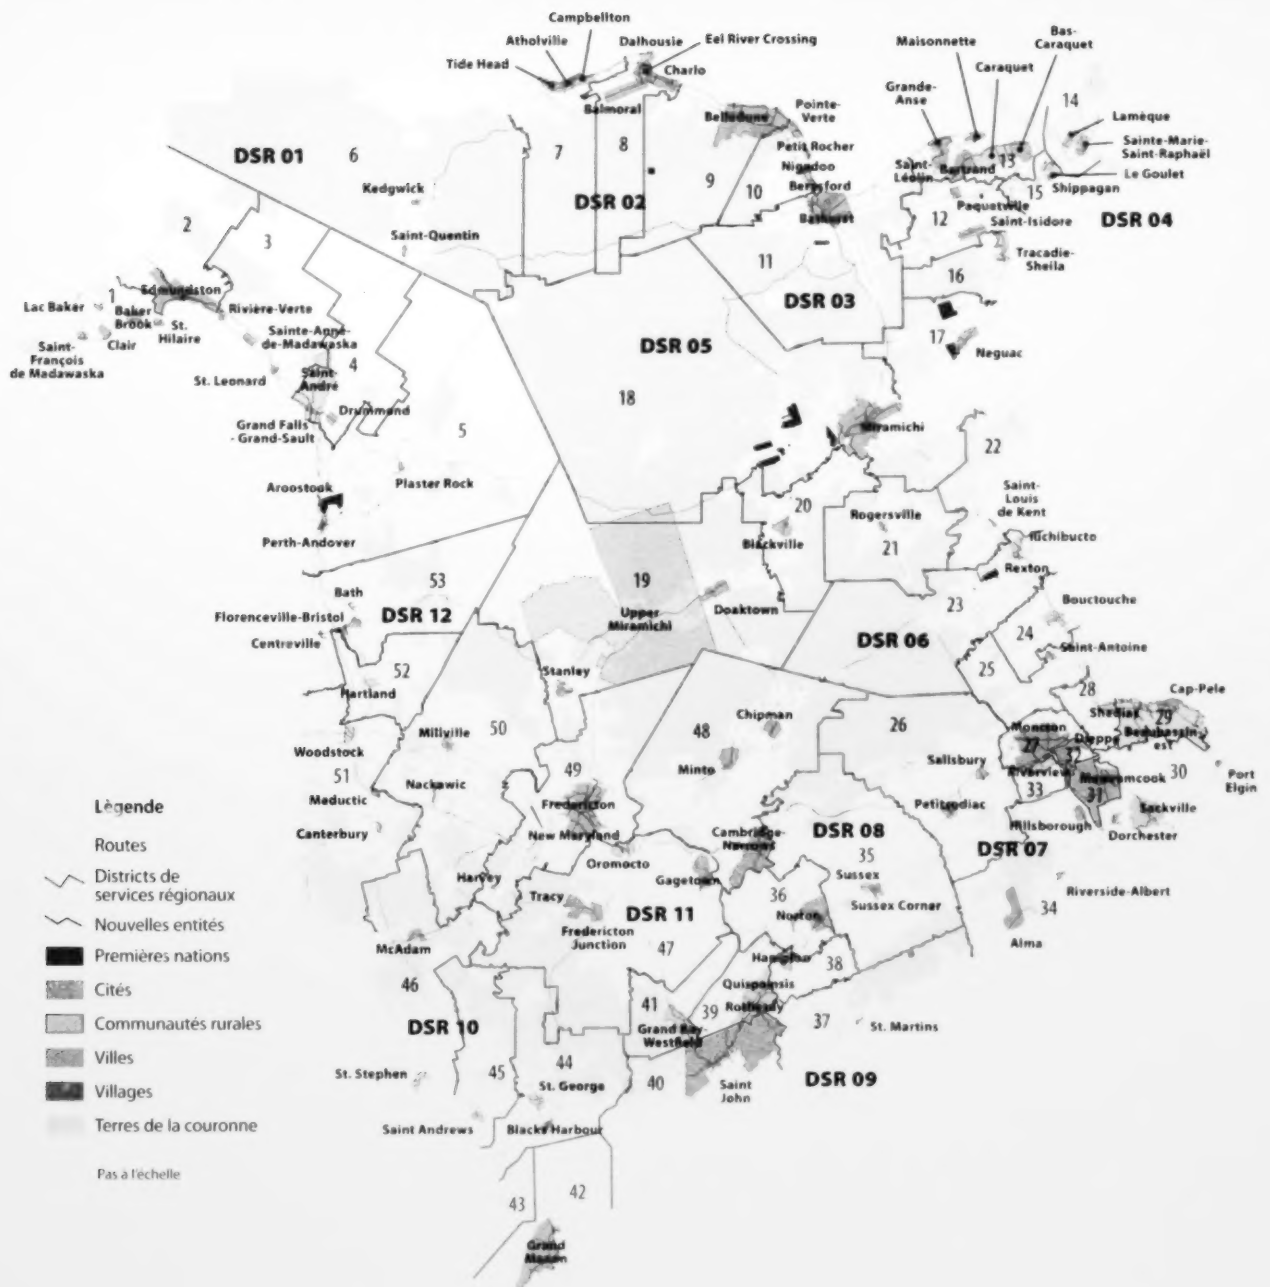 Campbellton
Atholville
Dalhousie
Eel River Crossing
Tide Head
Charlo
Balmoral
Belledune
Pointe-
Verte
Petit Rocher
Nigadoo
Beresford
Bathurst
Maisonnette
Bas-
Caraquet
Caraquet
Grande-
Anse
14
Lamèque
Sainte-Marie-
Saint-Raphaël
Le Goulet
Saint-
Léolin
Bertrand
13
15
Shippagan
Paquetville
12
Saint-Isidore
DSR 04
Tracadie-
Sheila
16
17
Neguac
DSR 01
6
7
8
DSR 02
9
10
Kedgwick
Saint-Quentin
2
3
11
DSR 03
1
Edmundston
Lac Baker
Baker
Brook
St.
Hilaire
Rivière-Verte
Clair
Saint-
François
de Madawaska
Sainte-Anne-
de-Madawaska
St. Leonard
Saint-
André
4
Drummond
Grand Falls
- Grand-Sault
5
DSR 05
18
Miramichi
22
Plaster Rock
Aroostook
Perth-Andover
20
Blackville
Rogersville
21
Saint-
Louis
de Kent
Richibucto
Rexton
53
Bath
DSR 12
Florenceville-Bristol
Centreville
52
Hartland
19
Upper
Miramichi
Doaktown
Stanley
23
DSR 06
Bouctouche
24
Saint-Antoine
25
28
Cap-Pele
Shediac
29
Beaubassin-
est
Moncton
27
Dieppe
32
Riverview
Memramcook
30
33
31
Port
Elgin
Sackville
Hillsborough
Dorchester
Woodstock
51
Millville
50
Nackawic
Meductic
Canterbury
49
Fredericton
New Maryland
Oromocto
48
Chipman
Minto
26
Salisbury
Petitcodiac
DSR 07
Cambridge-
Narrows
DSR 08
35
Sussex
Sussex Corner
Gagetown
36
Norton
34
Riverside-Albert
Alma
Harvey
Tracy
DSR 11
Fredericton
Junction
47
McAdam
46
DSR 10
Hampton
38
Quispamsis
Rothesay
41
39
Grand Bay-
Westfield
37
St. Martins
40
Saint
John
DSR 09
44
45
St. George
St. Stephen
Saint Andrews
Blacks Harbour
43
42
Grand
Manan
Lègende
Routes
Districts de
services régionaux
Nouvelles entités
Premières nations
Cités
Communautés rurales
Villes
Villages
Terres de la couronne
Pas à l'échelle